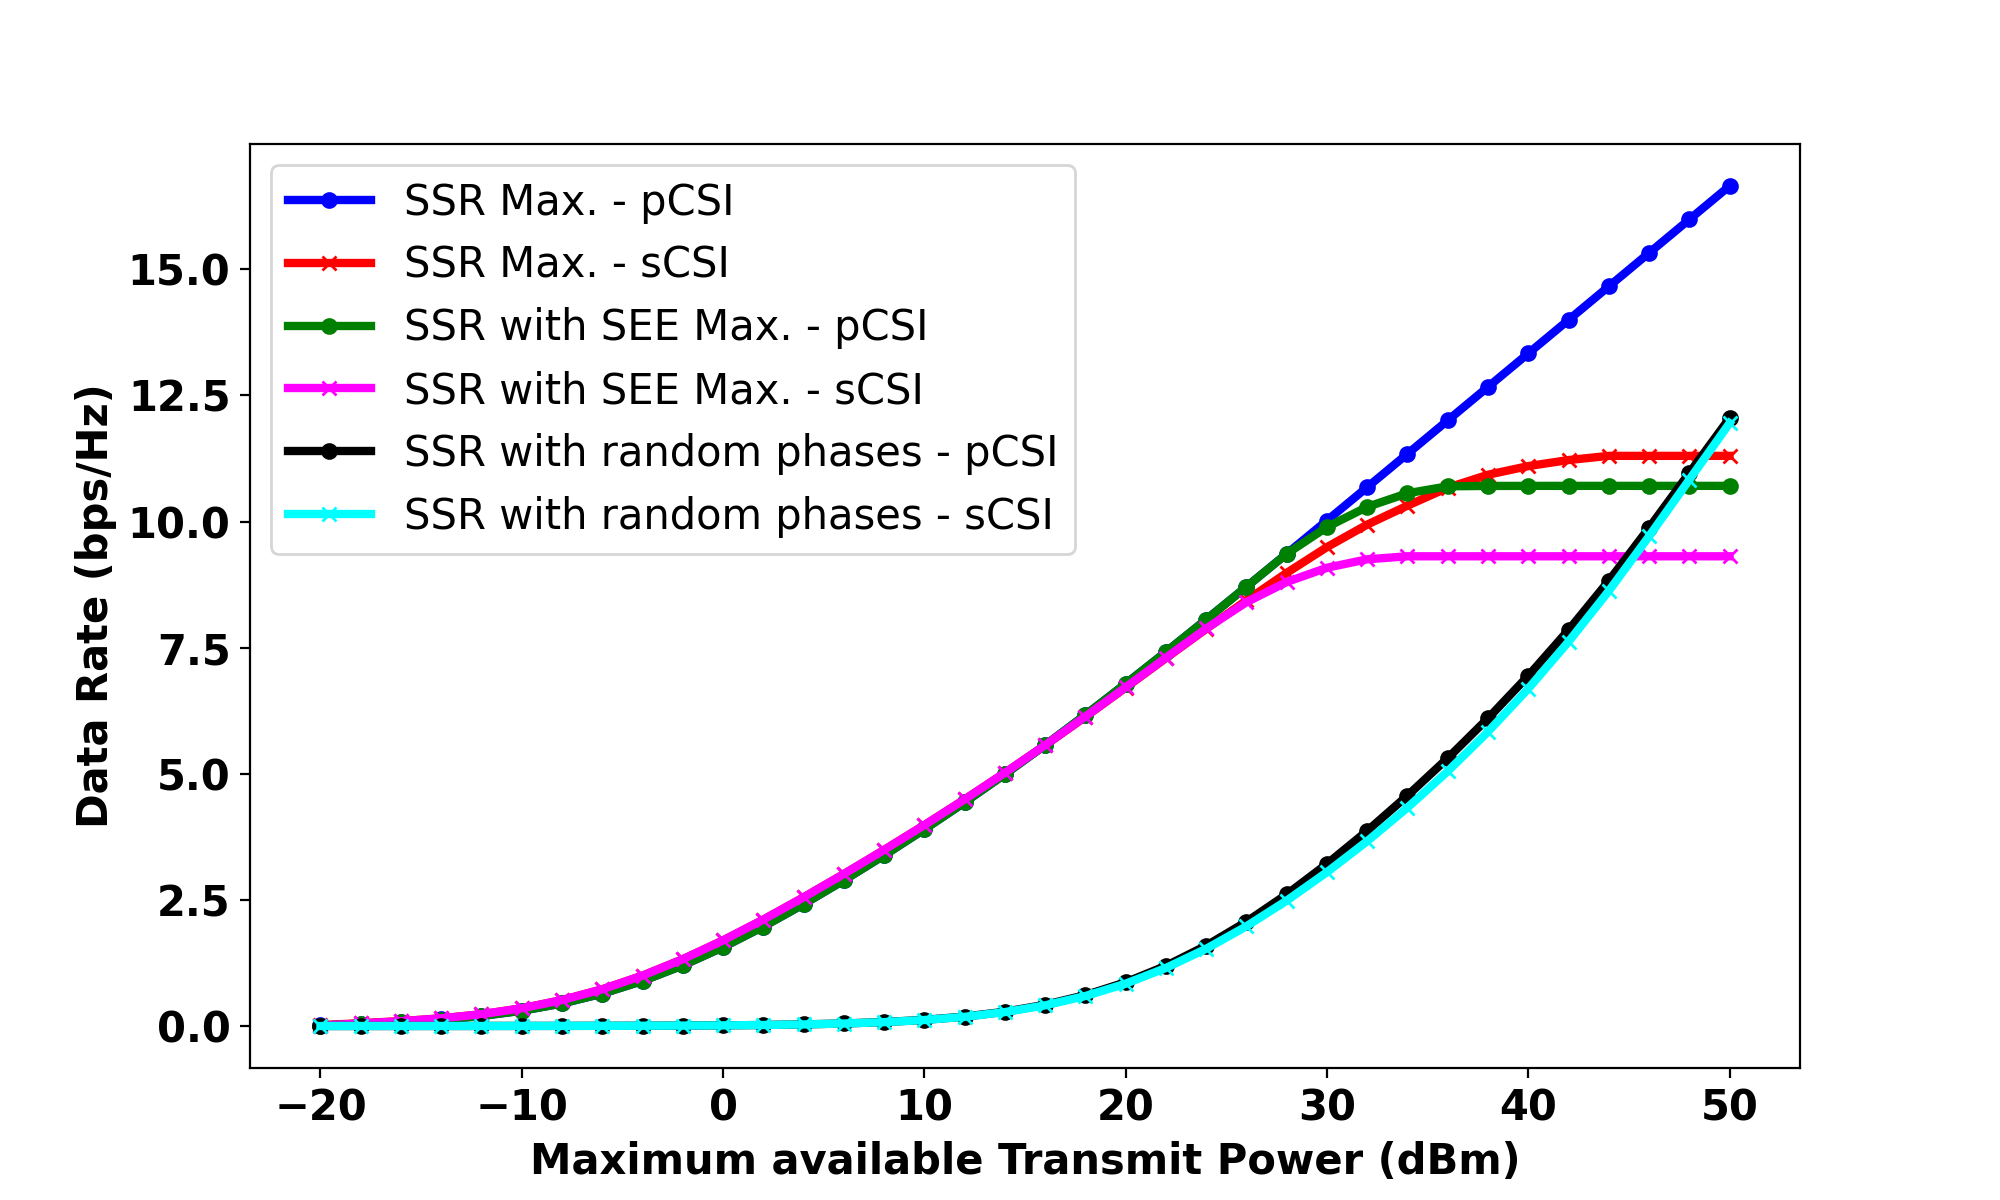 SSR Max. - pCSI
SSR Max. - sCSI
SSR with SEE Max. - pCSI
SSR with SEE Max. - sCSI
SSR with random phases - pCSI
SSR with random phases - sCSI
Data Rate (bps/Hz)
15.0
12.5
10.0
7.5
5.0
2.5
0.0
−20 −10 0 10 20 30 40 50
Maximum available Transmit Power (dBm)